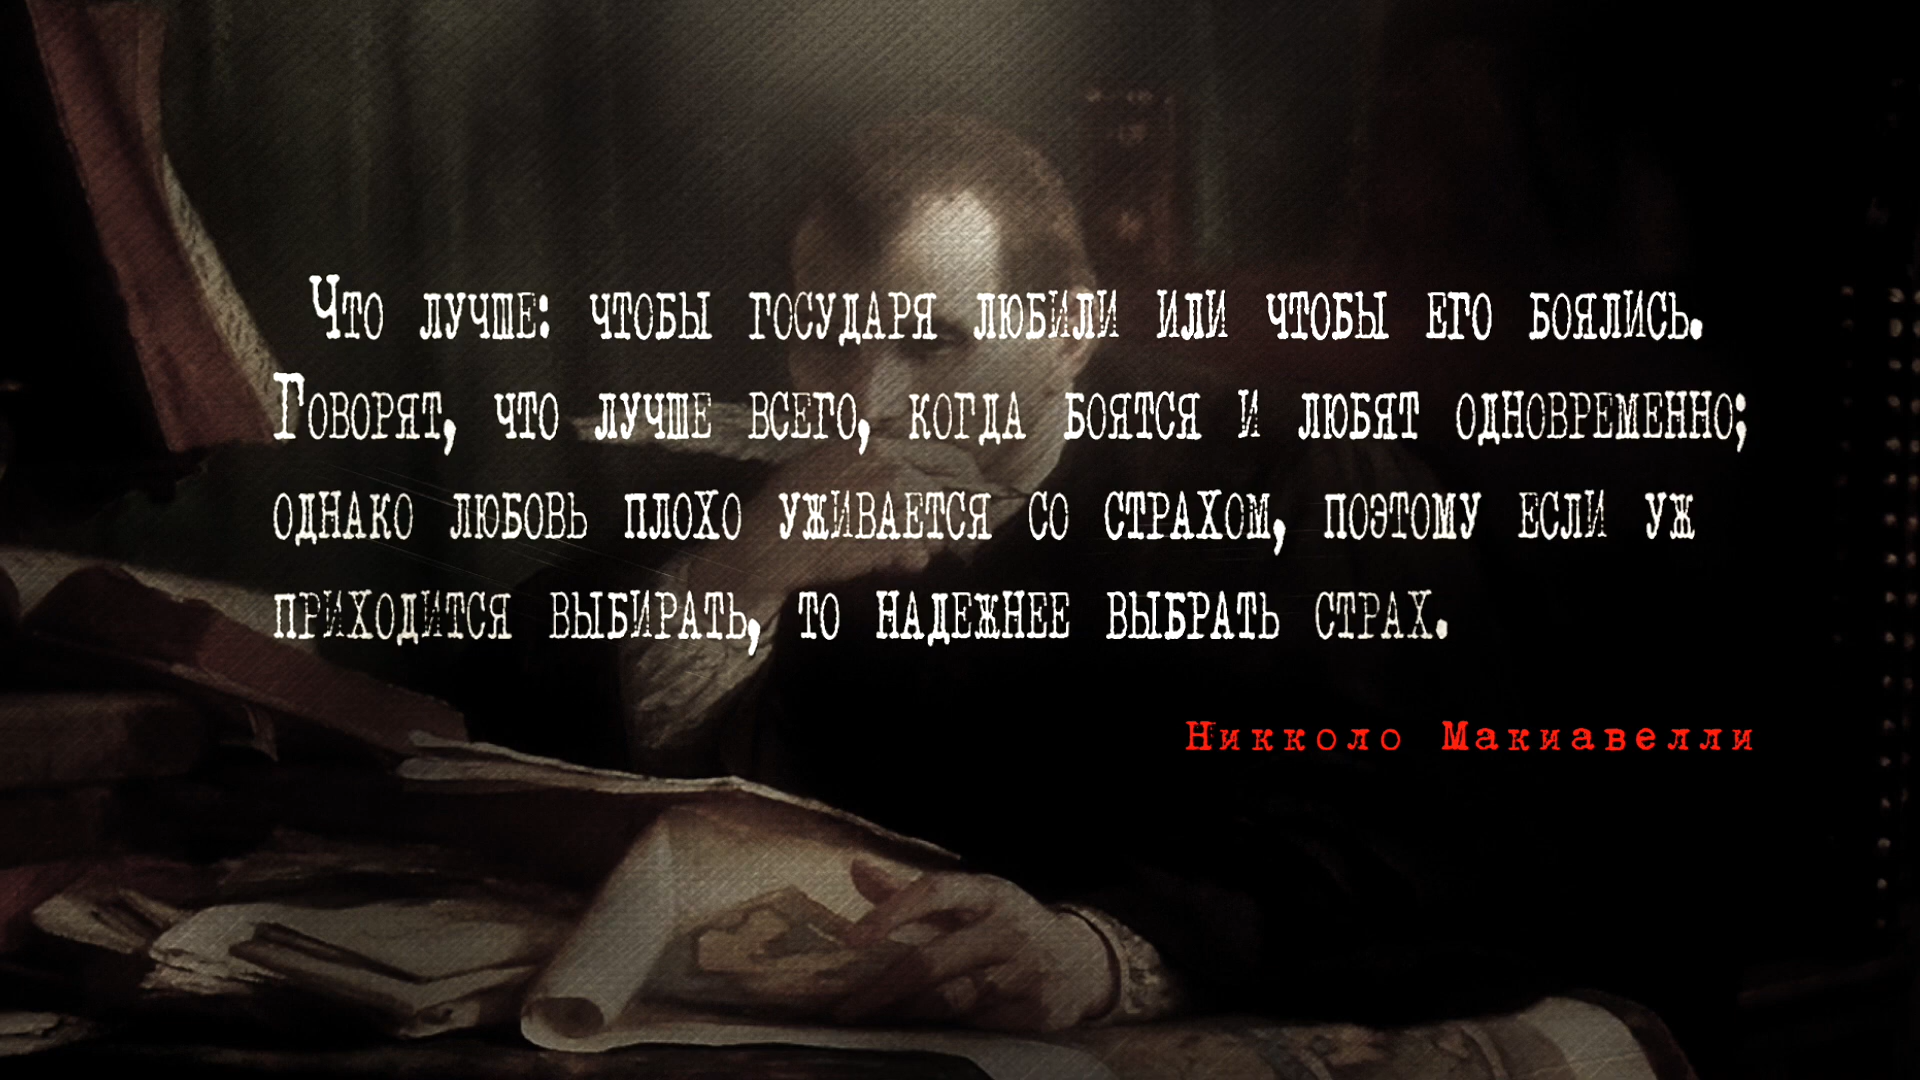 Что лучше: чтобы государя любили или чтобы его боялись.
Говорят, что лучше всего, когда боятся и любят одновременно;
однако любовь плохо уживается со страхом, поэтому если уж
приходится выбирать, то надежнее выбрать страх.
Никколо Макиавелли